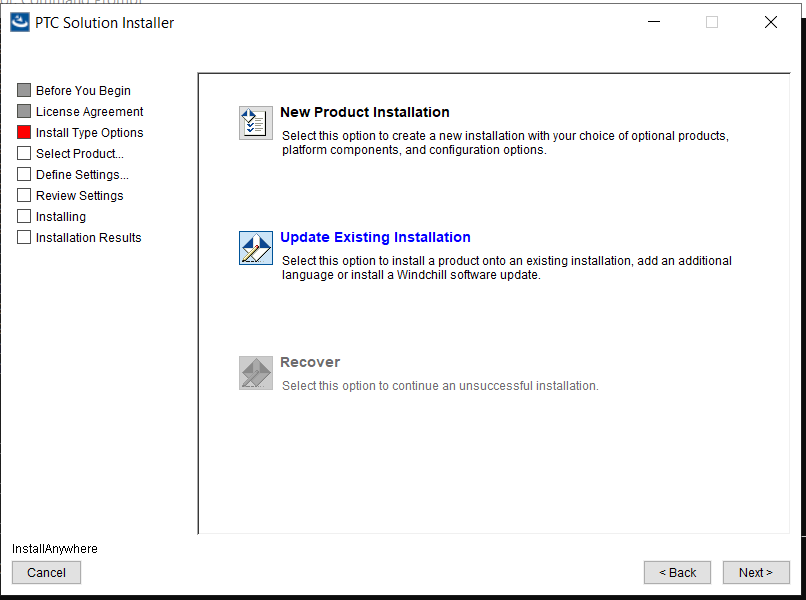 PTC Solution Installer
Before You Begin
License Agreement
Install Type Options
Select Product...
Define Settings...
Review Settings
Installing
Installation Results
New Product Installation
Select this option to create a new installation with your choice of optional products,
platform components, and configuration options.
Update Existing Installation
Select this option to install a product onto an existing installation, add an additional
language or install a Windchill software update.
Recover
Select this option to continue an unsuccessful installation.
InstallAnywhere
Cancel
< Back
Next >